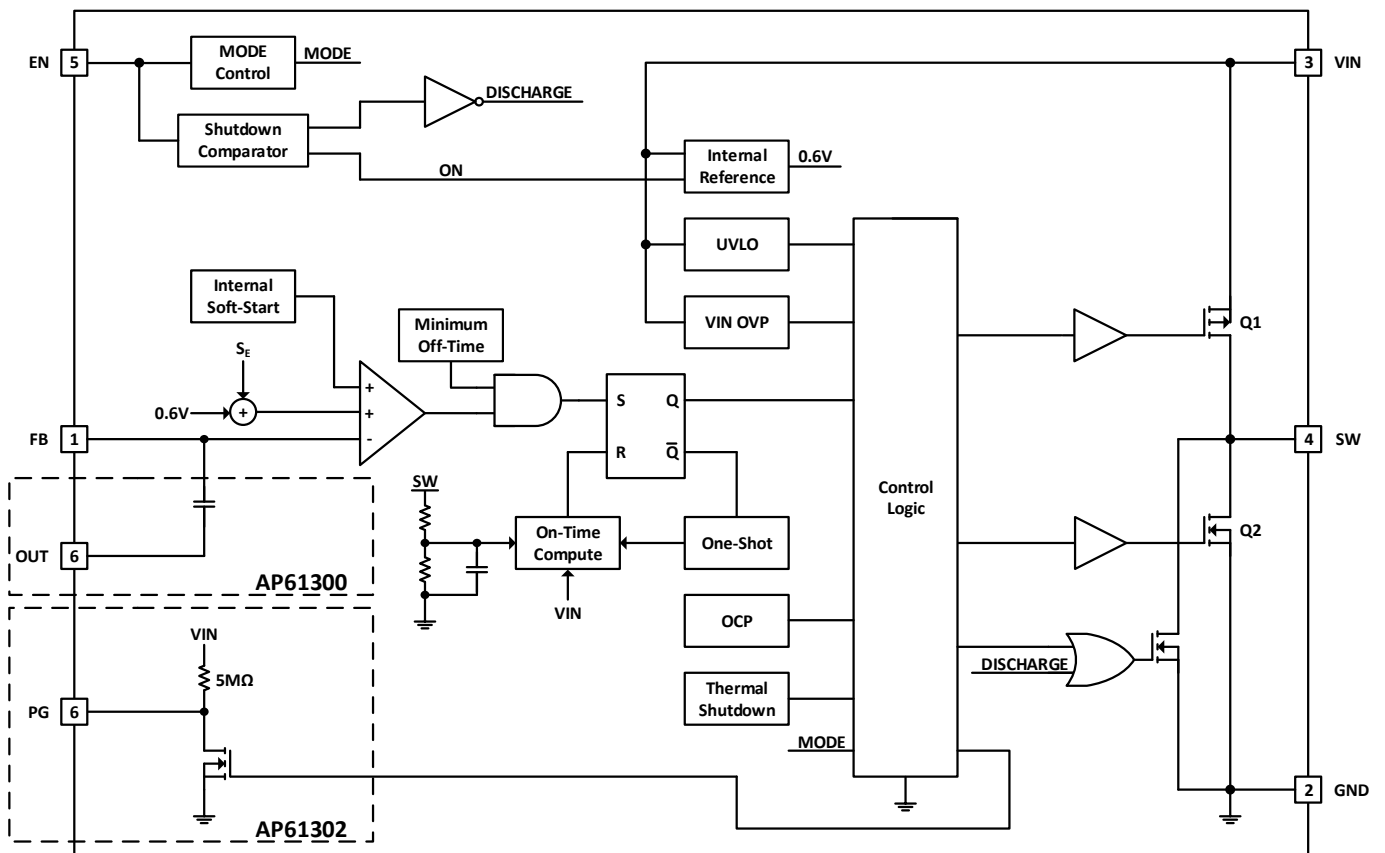 EN
5
MODE
Control
MODE
3
VIN
DISCHARGE
Shutdown
Comparator
ON
Internal
Reference
0.6V
UVLO
Internal
Soft-Start
VIN OVP
Minimum
Off-Time
Q1
SE
+
+
0.6V
+
-
S
Q
R
Q
FB
1
4
SW
SW
Control
Logic
On-Time
Compute
One-Shot
Q2
OUT
6
AP61300
VIN
OCP
VIN
5MΩ
DISCHARGE
PG
6
Thermal
Shutdown
MODE
2
GND
AP61302